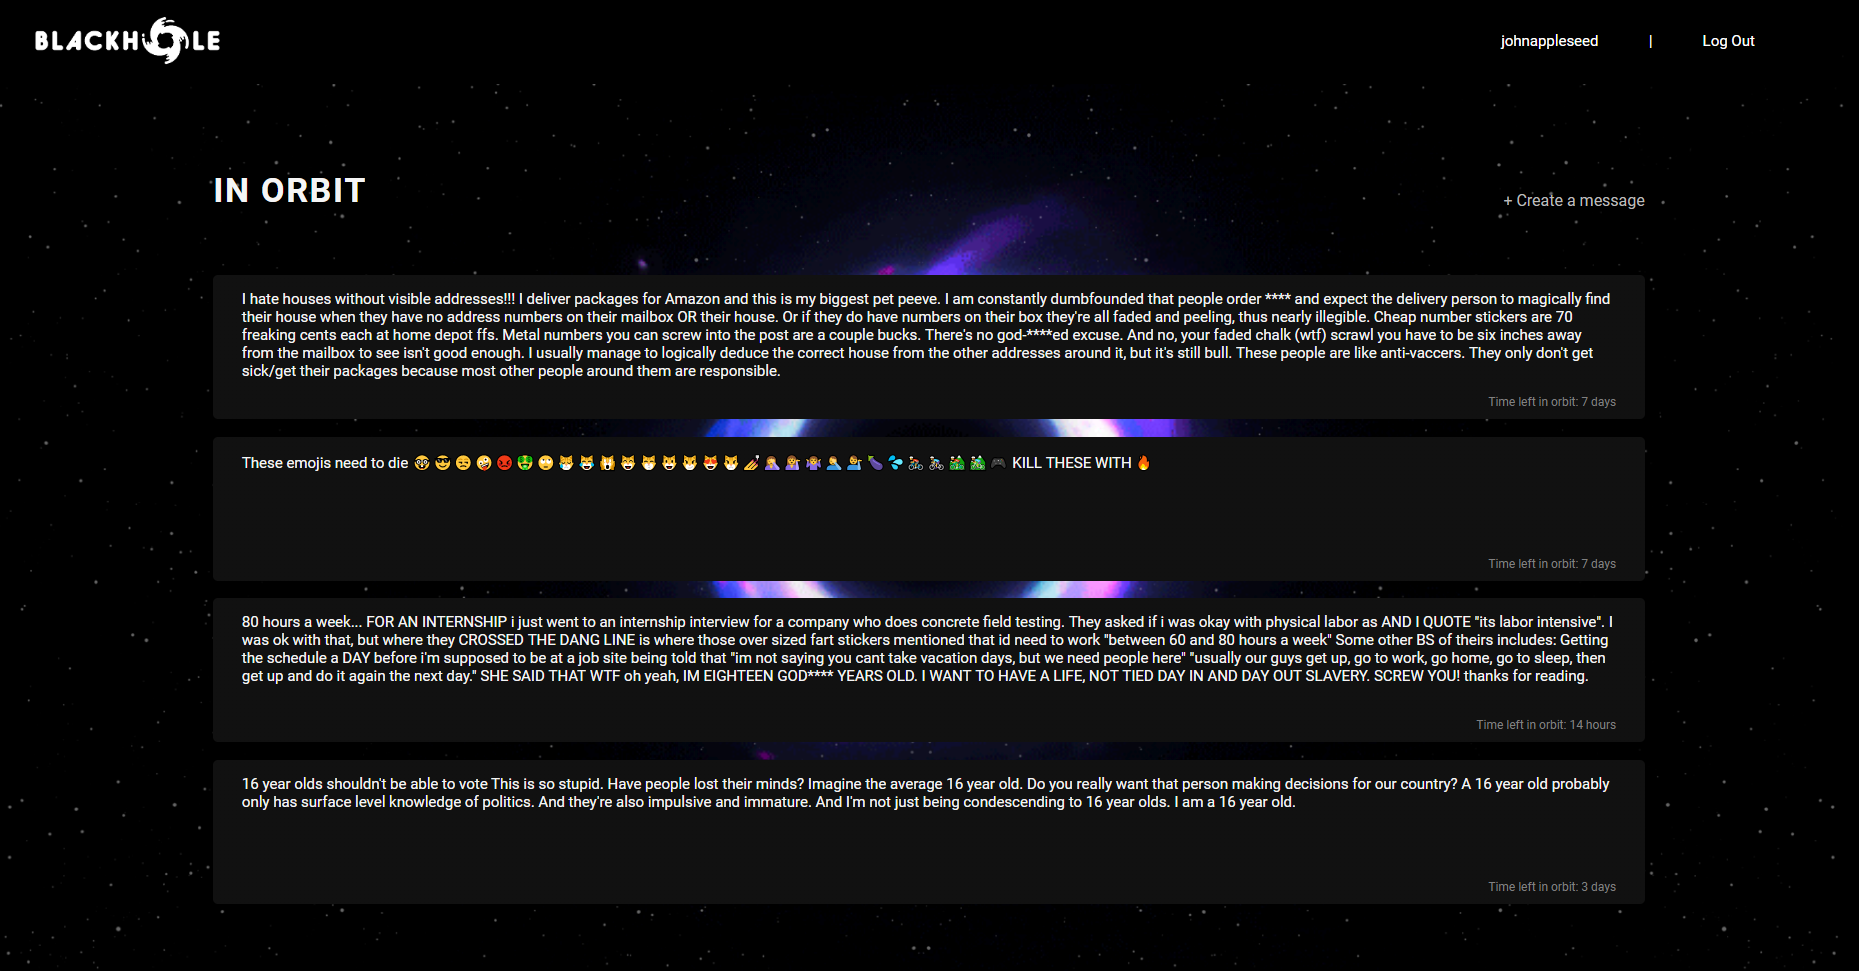 BLACKHOLE
johnappleseed | Log Out
IN ORBIT
+ Create a message
I hate houses without visible addresses!!! I deliver packages for Amazon and this is my biggest pet peeve. I am constantly dumbfounded that people order **** and expect the delivery person to magically find
their house when they have no address numbers on their mailbox OR their house. Or if they do have numbers on their box they're all faded and peeling, thus nearly illegible. Cheap number stickers are 70
freaking cents each at home depot ffs. Metal numbers you can screw into the post are a couple bucks. There's no god-****ed excuse. And no, your faded chalk (wtf) scrawl you have to be six inches away
from the mailbox to see isn't good enough. I usually manage to logically deduce the correct house from the other addresses around it, but it's still bull. These people are like anti-vaccers. They only don't get
sick/get their packages because most other people around them are responsible.
Time left in orbit: 7 days
These emojis need to die 🤓 😎 😒 🤪 😡 🤑 🙄 😹 😸 🙀 😸 😽 😺 😼 😻 😼 💅 🤦 💁 🤷 🤦 💁 🍆 💦 🚴 🚴 🚵 🚵 🎮 KILL THESE WITH 🔥
Time left in orbit: 7 days
80 hours a week... FOR AN INTERNSHIP i just went to an internship interview for a company who does concrete field testing. They asked if i was okay with physical labor as AND I QUOTE "its labor intensive". I
was ok with that, but where they CROSSED THE DANG LINE is where those over sized fart stickers mentioned that id need to work "between 60 and 80 hours a week" Some other BS of theirs includes: Getting
the schedule a DAY before i'm supposed to be at a job site being told that "im not saying you cant take vacation days, but we need people here" "usually our guys get up, go to work, go home, go to sleep, then
get up and do it again the next day." SHE SAID THAT WTF oh yeah, IM EIGHTEEN GOD**** YEARS OLD. I WANT TO HAVE A LIFE, NOT TIED DAY IN AND DAY OUT SLAVERY. SCREW YOU! thanks for reading.
Time left in orbit: 14 hours
16 year olds shouldn't be able to vote This is so stupid. Have people lost their minds? Imagine the average 16 year old. Do you really want that person making decisions for our country? A 16 year old probably
only has surface level knowledge of politics. And they're also impulsive and immature. And I'm not just being condescending to 16 year olds. I am a 16 year old.
Time left in orbit: 3 days